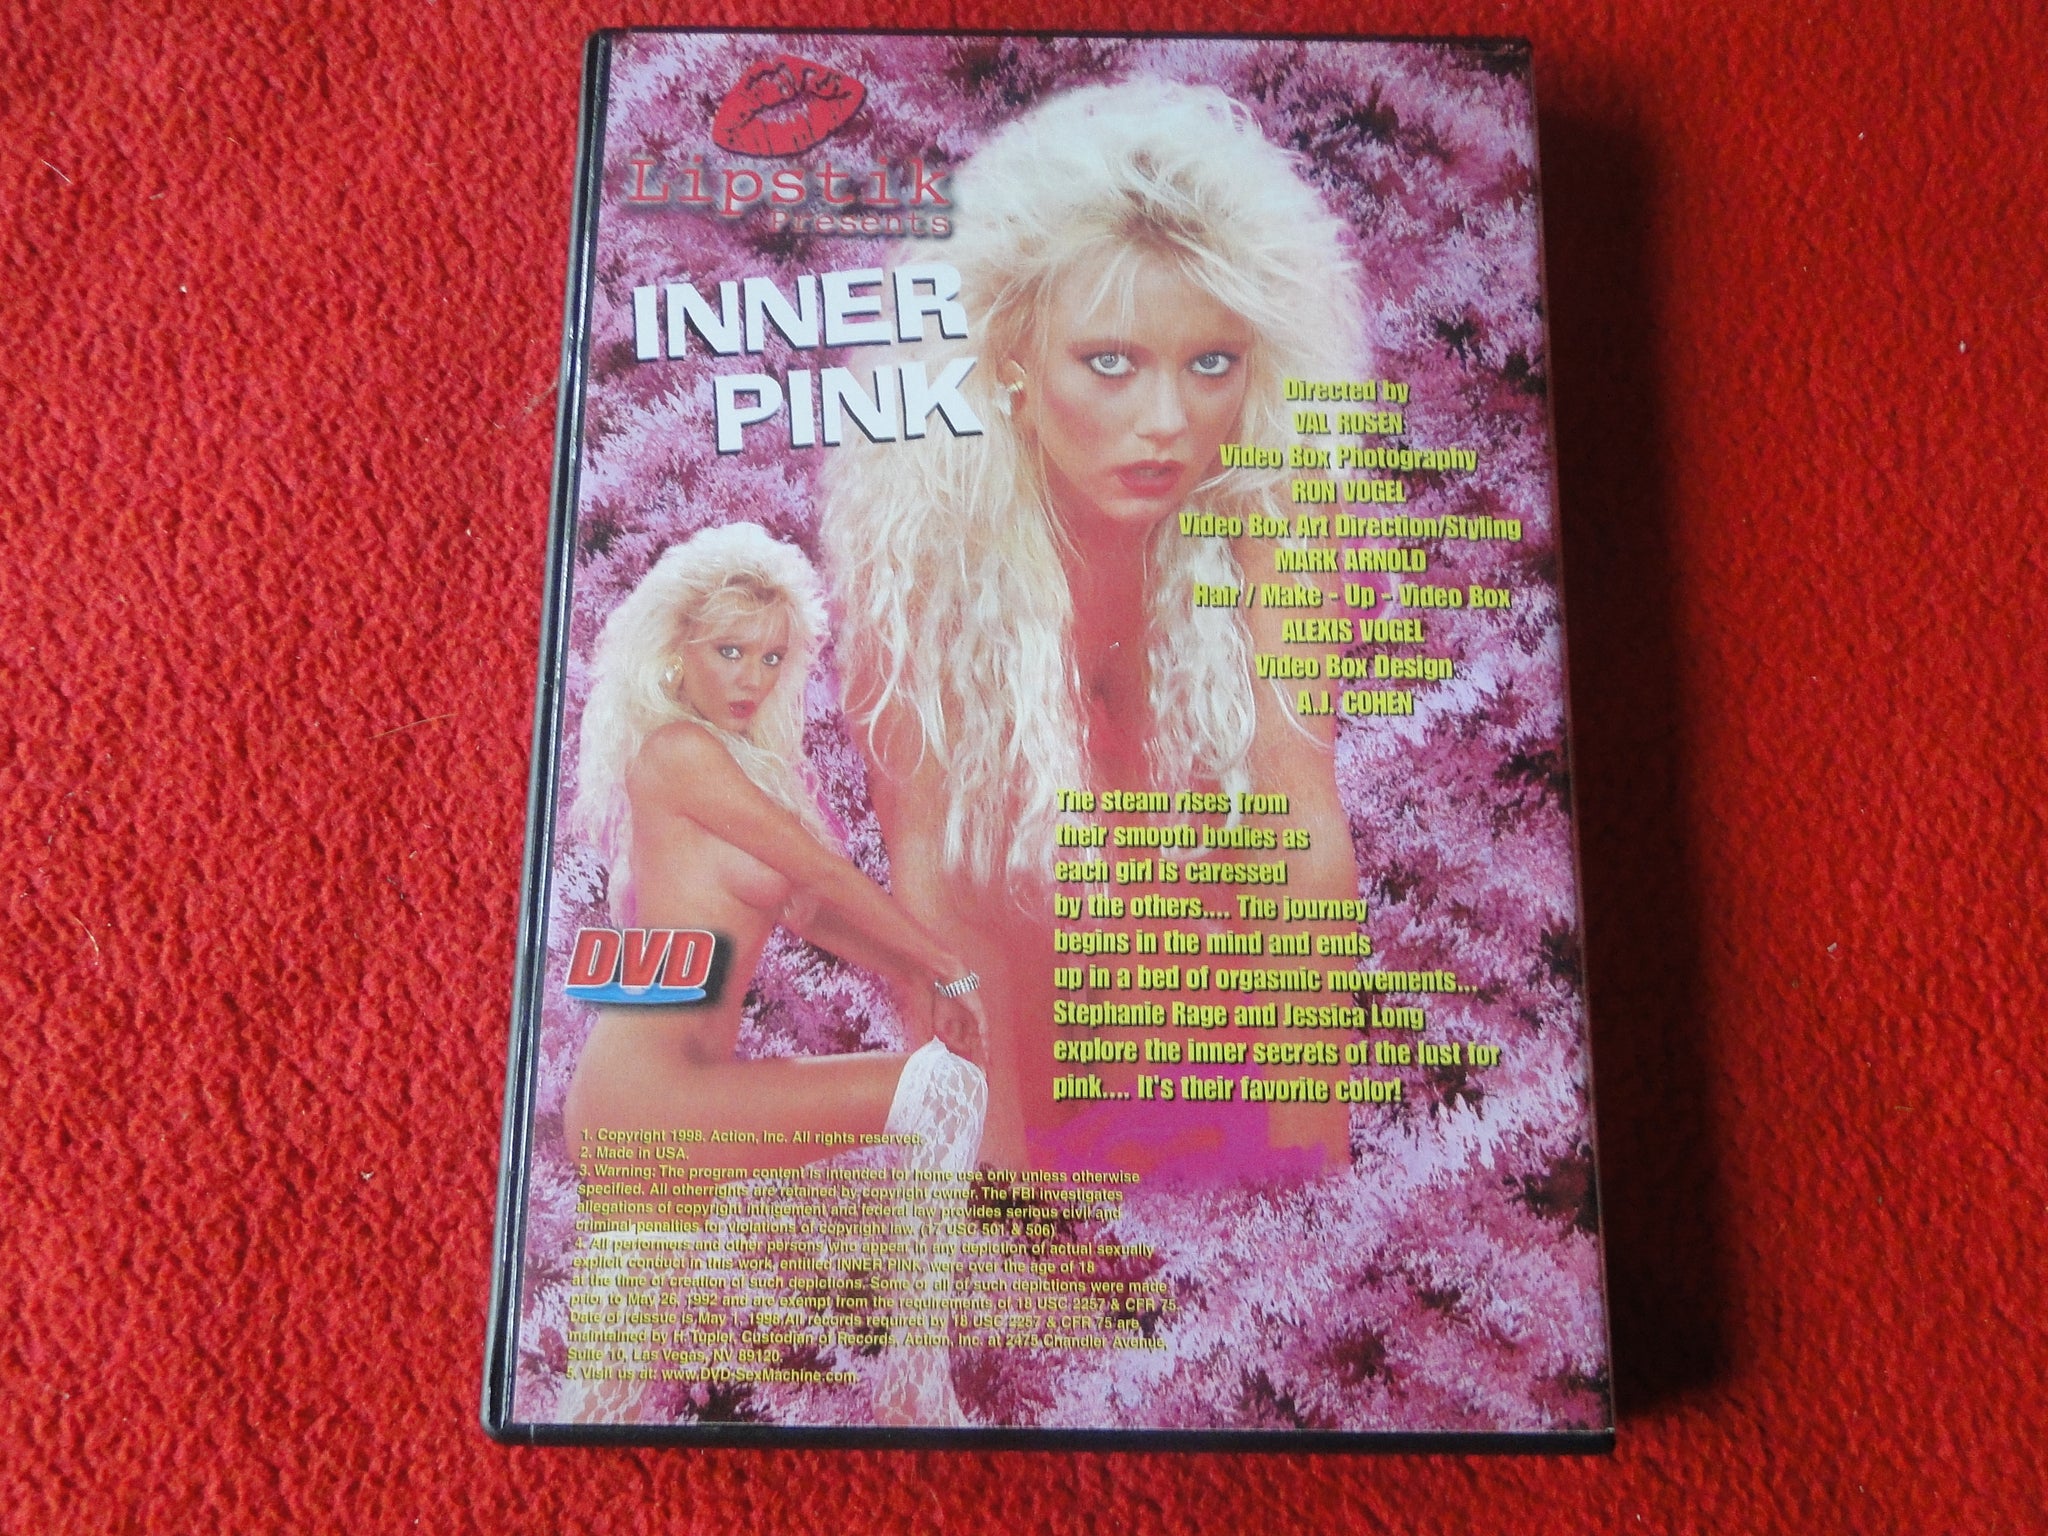 Lipstik
Presents
INNER
PINK
Directed by
VAL ROSEN
Video Box Photography
RON VOGEL
Video Box Art Direction/Styling
MARK ARNOLD
Hair / Make - Up - Video Box
ALEXIS VOGEL
Video Box Design
A.J. COHEN
The steam rises from
their smooth bodies as
each girl is caressed
by the others.... The journey
begins in the mind and ends
up in a bed of orgasmic movements...
Stephanie Rage and Jessica Long
explore the inner secrets of the lust for
pink.... It's their favorite color!
DVD
1. Copyright 1998. Action, Inc. All rights reserved.
2. Made in USA.
3. Warning: The program content is intended for home use only unless otherwise
specified. All otherrights are retained by copyright owner. The FBI investigates
allegations of copyright infrigement and federal law provides serious civil and
criminal penalties for violations of copyright law. (17 USC 501 & 506)
4. All performers and other persons who appear in any depiction of actual sexually
explicit conduct in this work, entitled INNER PINK, were over the age of 18
at the time of creation of such depictions. Some or all of such depictions were made
prior to May 26, 1992 and are exempt from the requirements of 18 USC 2257 & CFR 75.
Date of reissue is May 1, 1998.All records required by 18 USC 2257 & CFR 75 are
maintained by H. Tupler, Custodian of Records, Action, Inc. at 2475 Chandler Avenue,
Suite 10, Las Vegas, NV 89120.
5. Visit us at: www.DVD-SexMachine.com.